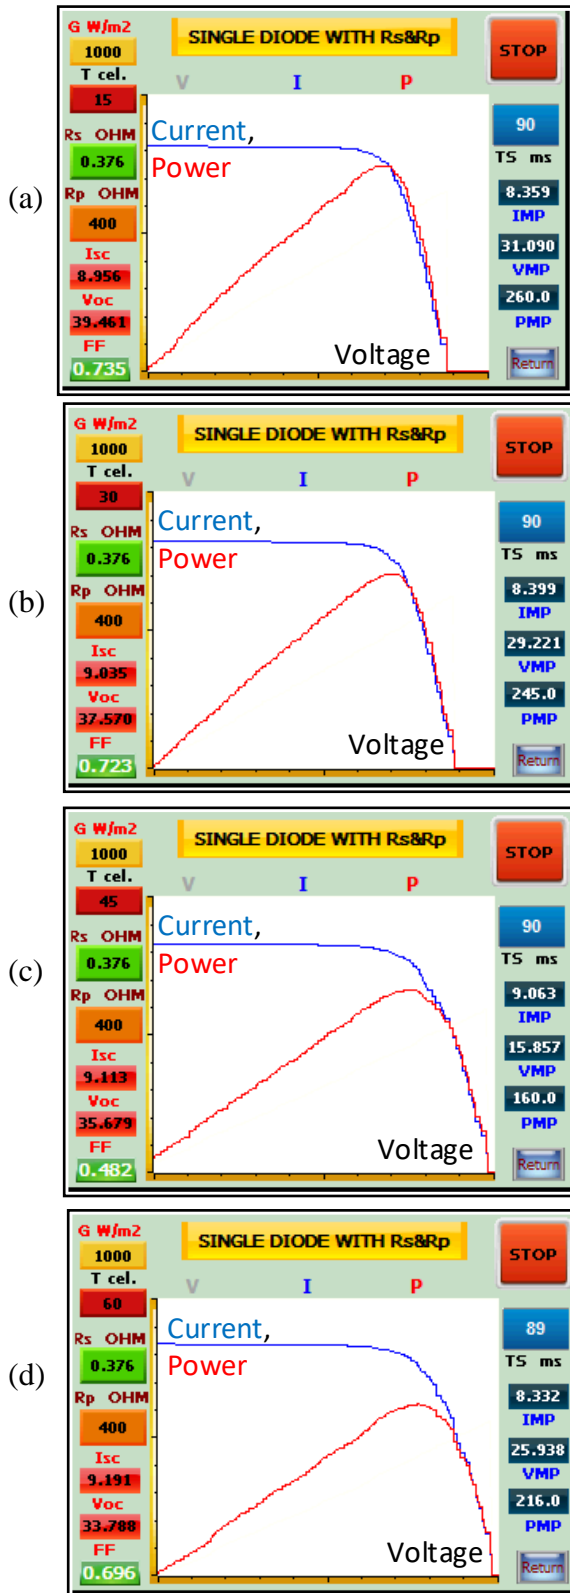 (a)
G W/m2
1000
T cel.
15
Rs OHM
0.376
Rp OHM
400
Isc
8.956
Voc
39.461
FF
0.735
SINGLE DIODE WITH Rs&Rp
V I P
Current,
Power
Voltage
STOP
90
TS ms
8.359
IMP
31.090
VMP
260.0
PMP
Return
(b)
G W/m2
1000
T cel.
30
Rs OHM
0.376
Rp OHM
400
Isc
9.035
Voc
37.570
FF
0.723
SINGLE DIODE WITH Rs&Rp
V I P
Current,
Power
Voltage
STOP
90
TS ms
8.399
IMP
29.221
VMP
245.0
PMP
Return
(c)
G W/m2
1000
T cel.
45
Rs OHM
0.376
Rp OHM
400
Isc
9.113
Voc
35.679
FF
0.482
SINGLE DIODE WITH Rs&Rp
V I P
Current,
Power
Voltage
STOP
90
TS ms
9.063
IMP
15.857
VMP
160.0
PMP
Return
(d)
G W/m2
1000
T cel.
60
Rs OHM
0.376
Rp OHM
400
Isc
9.191
Voc
33.788
FF
0.696
SINGLE DIODE WITH Rs&Rp
V I P
Current,
Power
Voltage
STOP
89
TS ms
8.332
IMP
25.938
VMP
216.0
PMP
Return